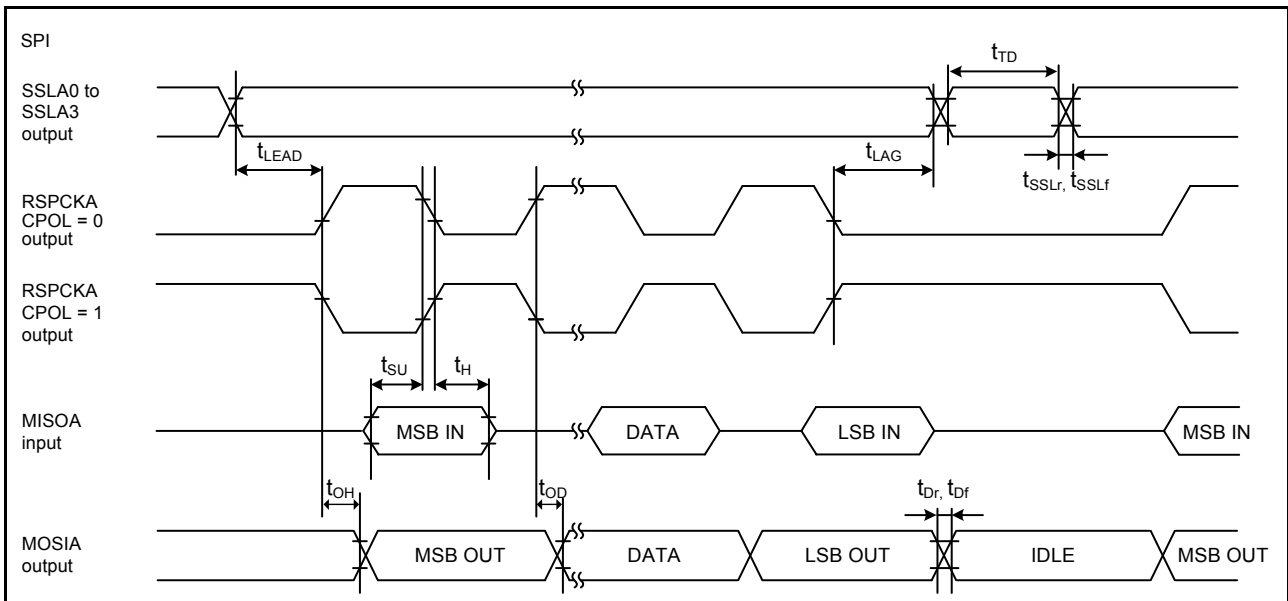 SPI
SSLA0 to
SSLA3
output
tTD
tLEAD
tLAG
tSSLr, tSSLf
RSPCKA
CPOL = 0
output
RSPCKA
CPOL = 1
output
tSU
tH
MISOA
input
MSB IN
DATA
LSB IN
MSB IN
tOH
tOD
tDr, tDf
MOSIA
output
MSB OUT
DATA
LSB OUT
IDLE
MSB OUT